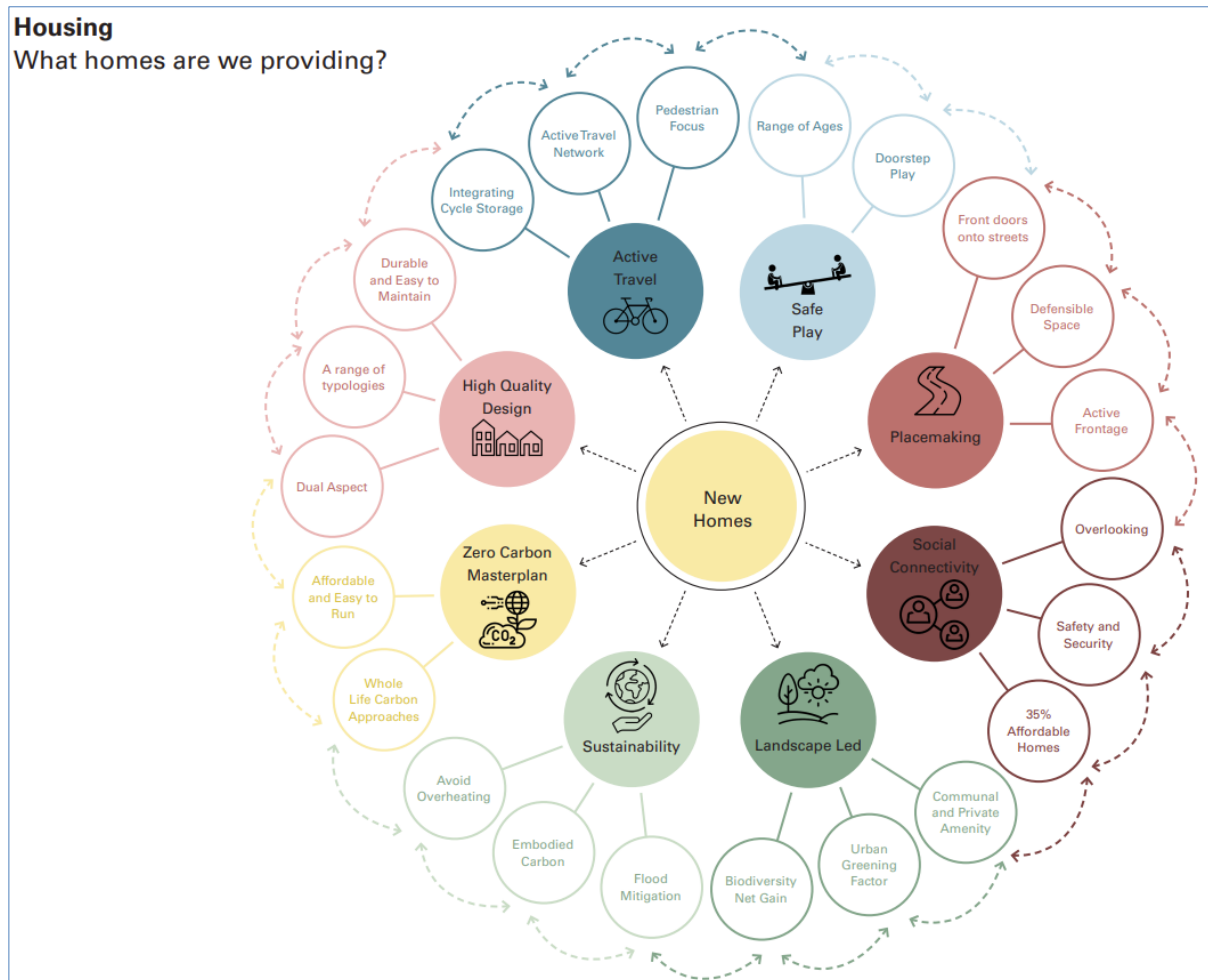 Housing
What homes are we providing?
Pedestrian
Focus
Range of Ages
Active Travel
Network
Doorstep
Play
Integrating
Cycle Storage
Front doors
onto streets
Durable
and Easy to
Maintain
Active
Travel
Safe
Play
Defensible
Space
A range of
typologies
High Quality
Design
Placemaking
Active
Frontage
Dual Aspect
New
Homes
Overlooking
Zero Carbon
Masterplan
CO2
Social
Connectivity
Affordable
and Easy to
Run
Safety and
Security
Whole
Life Carbon
Approaches
35%
Affordable
Homes
Sustainability
Landscape Led
Avoid
Overheating
Communal
and Private
Amenity
Embodied
Carbon
Urban
Greening
Factor
Flood
Mitigation
Biodiversity
Net Gain